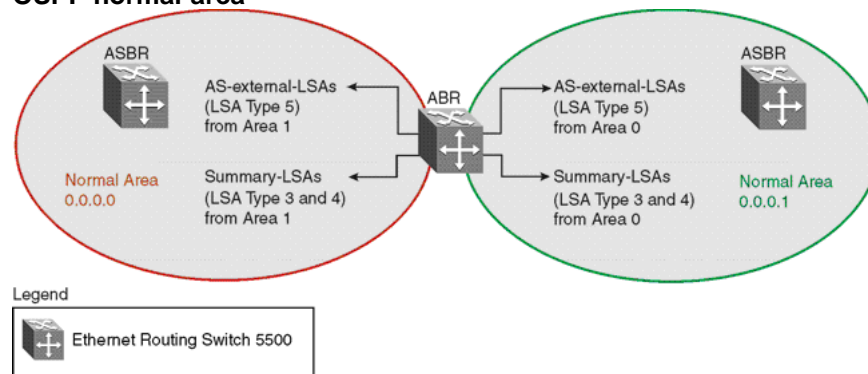 OSPF normal area
ASBR
AS-external-LSAs
(LSA Type 5)
from Area 1
Summary-LSAs
(LSA Type 3 and 4)
from Area 1
Normal Area
0.0.0.0
ABR
AS-external-LSAs
(LSA Type 5)
from Area 0
Summary-LSAs
(LSA Type 3 and 4)
from Area 0
ASBR
Normal Area
0.0.0.1
Legend
Ethernet Routing Switch 5500